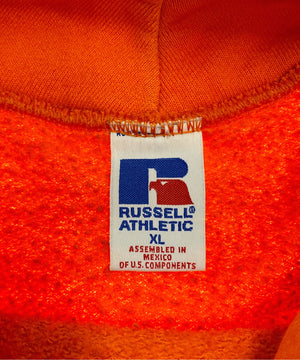 RUSSELL®
ATHLETIC
XL
ASSEMBLED IN
MEXICO
OF U.S. COMPONENTS